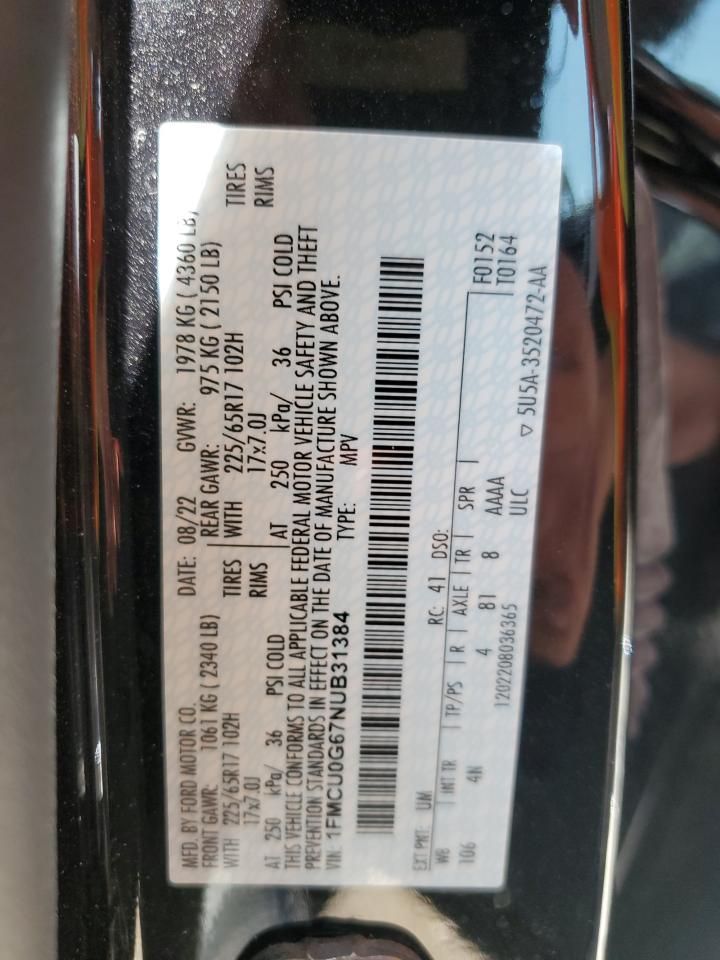 MFD. BY FORD MOTOR CO. DATE: 08/22 GVWR: 1978 KG ( 4360 LB)
FRONT GAWR: 1061 KG ( 2340 LB) REAR GAWR: 975 KG ( 2150 LB)
WITH 225/65R17 102H TIRES WITH 225/65R17 102H TIRES
17x7.0J RIMS 17x7.0J RIMS
AT 250 kPa/ 36 PSI COLD AT 250 kPa/ 36 PSI COLD
THIS VEHICLE CONFORMS TO ALL APPLICABLE FEDERAL MOTOR VEHICLE SAFETY AND THEFT
PREVENTION STANDARDS IN EFFECT ON THE DATE OF MANUFACTURE SHOWN ABOVE.
VIN: 1FMCU0G67NUB31384 TYPE: MPV
EXT PNT: UM RC: 41 DSO:
WB INT TR TP/PS R AXLE TR SPR F0152
106 4N 4 81 8 AAAA T0164
1202208036365 ULC
▽ 5U5A-3520472-AA